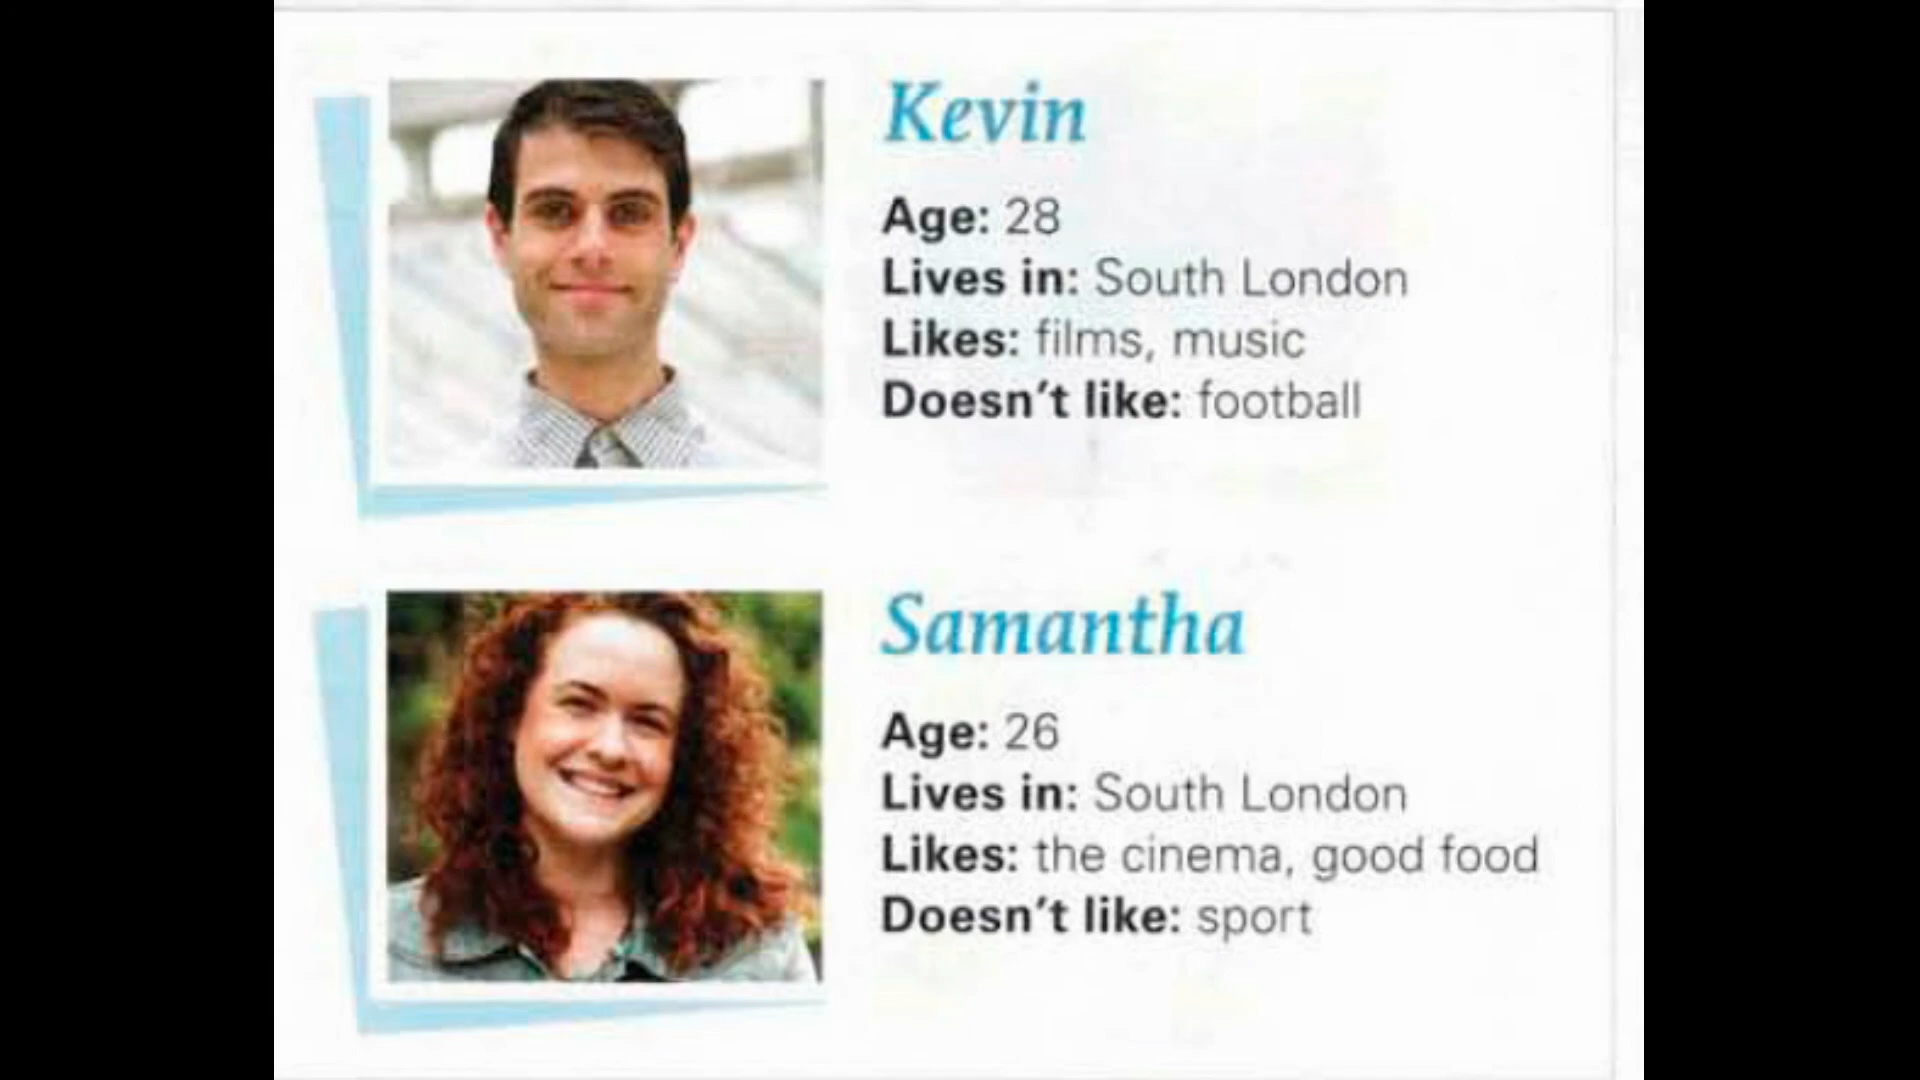 Kevin
Age: 28
Lives in: South London
Likes: films, music
Doesn't like: football
Samantha
Age: 26
Lives in: South London
Likes: the cinema, good food
Doesn't like: sport